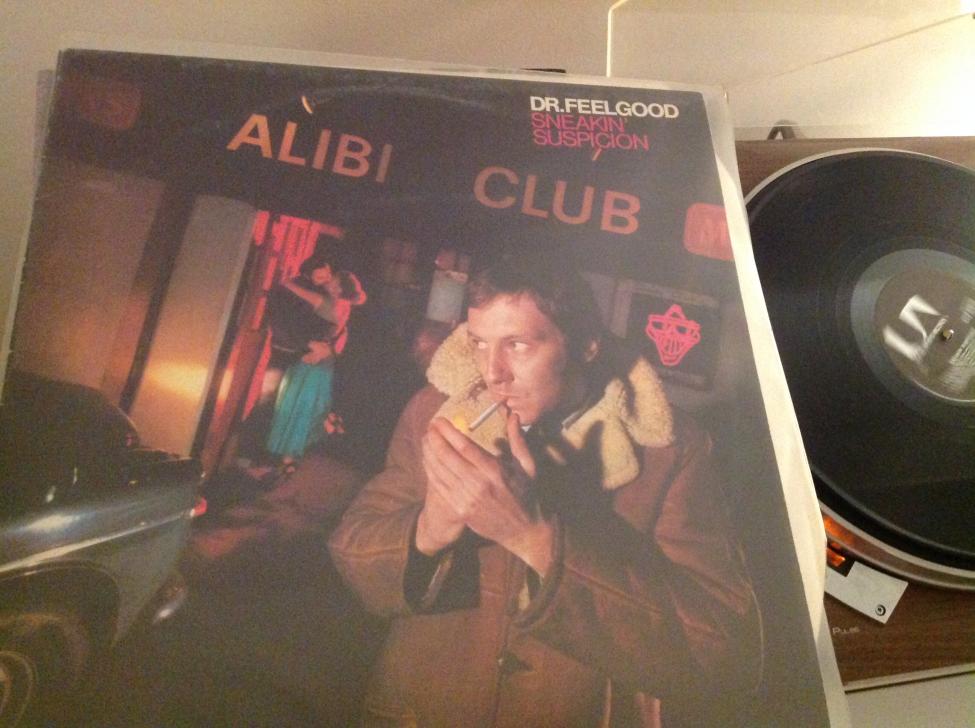 DR.FEELGOOD
SNEAKIN'
SUSPICION
ALIBI CLUB